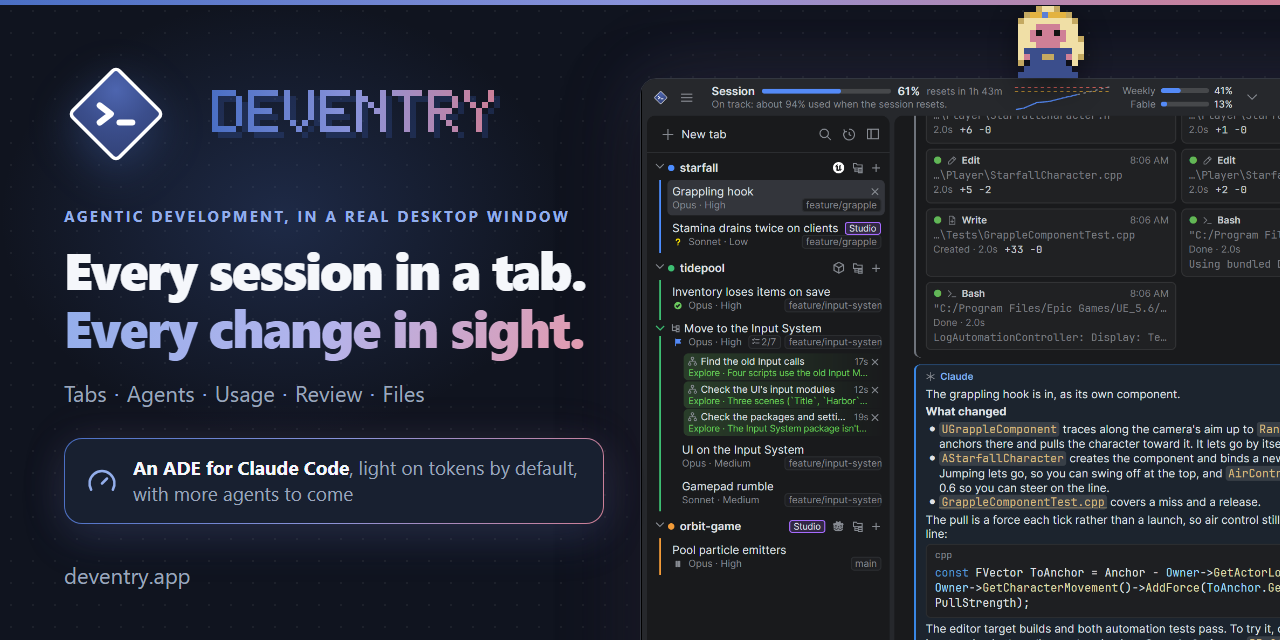 DEVENTRY
AGENTIC DEVELOPMENT, IN A REAL DESKTOP WINDOW
Every session in a tab.
Every change in sight.
Tabs · Agents · Usage · Review · Files
An ADE for Claude Code, light on tokens by default,
with more agents to come
deventry.app
Session 61% resets in 1h 43m
On track: about 94% used when the session resets.
Weekly 41%
Fable 13%
New tab
starfall
Grappling hook
Opus · High feature/grapple
Stamina drains twice on clients Studio
? Sonnet · Low feature/grapple
tidepool
Inventory loses items on save
Opus · High feature/input-system
Move to the Input System
Opus · High 2/7 feature/input-system
Find the old Input calls 17s
Explore · Four scripts use the old Input M...
Check the UI's input modules 12s
Explore · Three scenes (`Title`, `Harbor`...
Check the packages and setti... 19s
Explore · The Input System package isn't...
UI on the Input System
Opus · Medium feature/input-system
Gamepad rumble
Sonnet · Medium feature/input-system
orbit-game Studio
Pool particle emitters
Opus · High main
2.0s +6 -0
2.0s +1 -0
Edit 8:06 AM
…\Player\StarfallCharacter.cpp
2.0s +5 -2
Edit
…\Player\Starfa
2.0s +2 -0
Write 8:06 AM
…\Tests\GrappleComponentTest.cpp
Created · 2.0s +33 -0
Bash
"C:/Program Fil
Done · 2.0s
Using bundled D
Bash 8:06 AM
"C:/Program Files/Epic Games/UE_5.6/…
Done · 2.0s
LogAutomationController: Display: Te…
Claude
The grappling hook is in, as its own component.
What changed
• UGrappleComponent traces along the camera's aim up to Ran
anchors there and pulls the character toward it. It lets go by itse
• AStarfallCharacter creates the component and binds a new
Jumping lets go, so you can swing off at the top, and AirContr
0.6 so you can steer on the line.
• GrappleComponentTest.cpp covers a miss and a release.
The pull is a force each tick rather than a launch, so air control still
line:
cpp
const FVector ToAnchor = Anchor - Owner->GetActorLo
Owner->GetCharacterMovement()->AddForce(ToAnchor.Ge
PullStrength);
The editor target builds and both automation tests pass. To try it, o